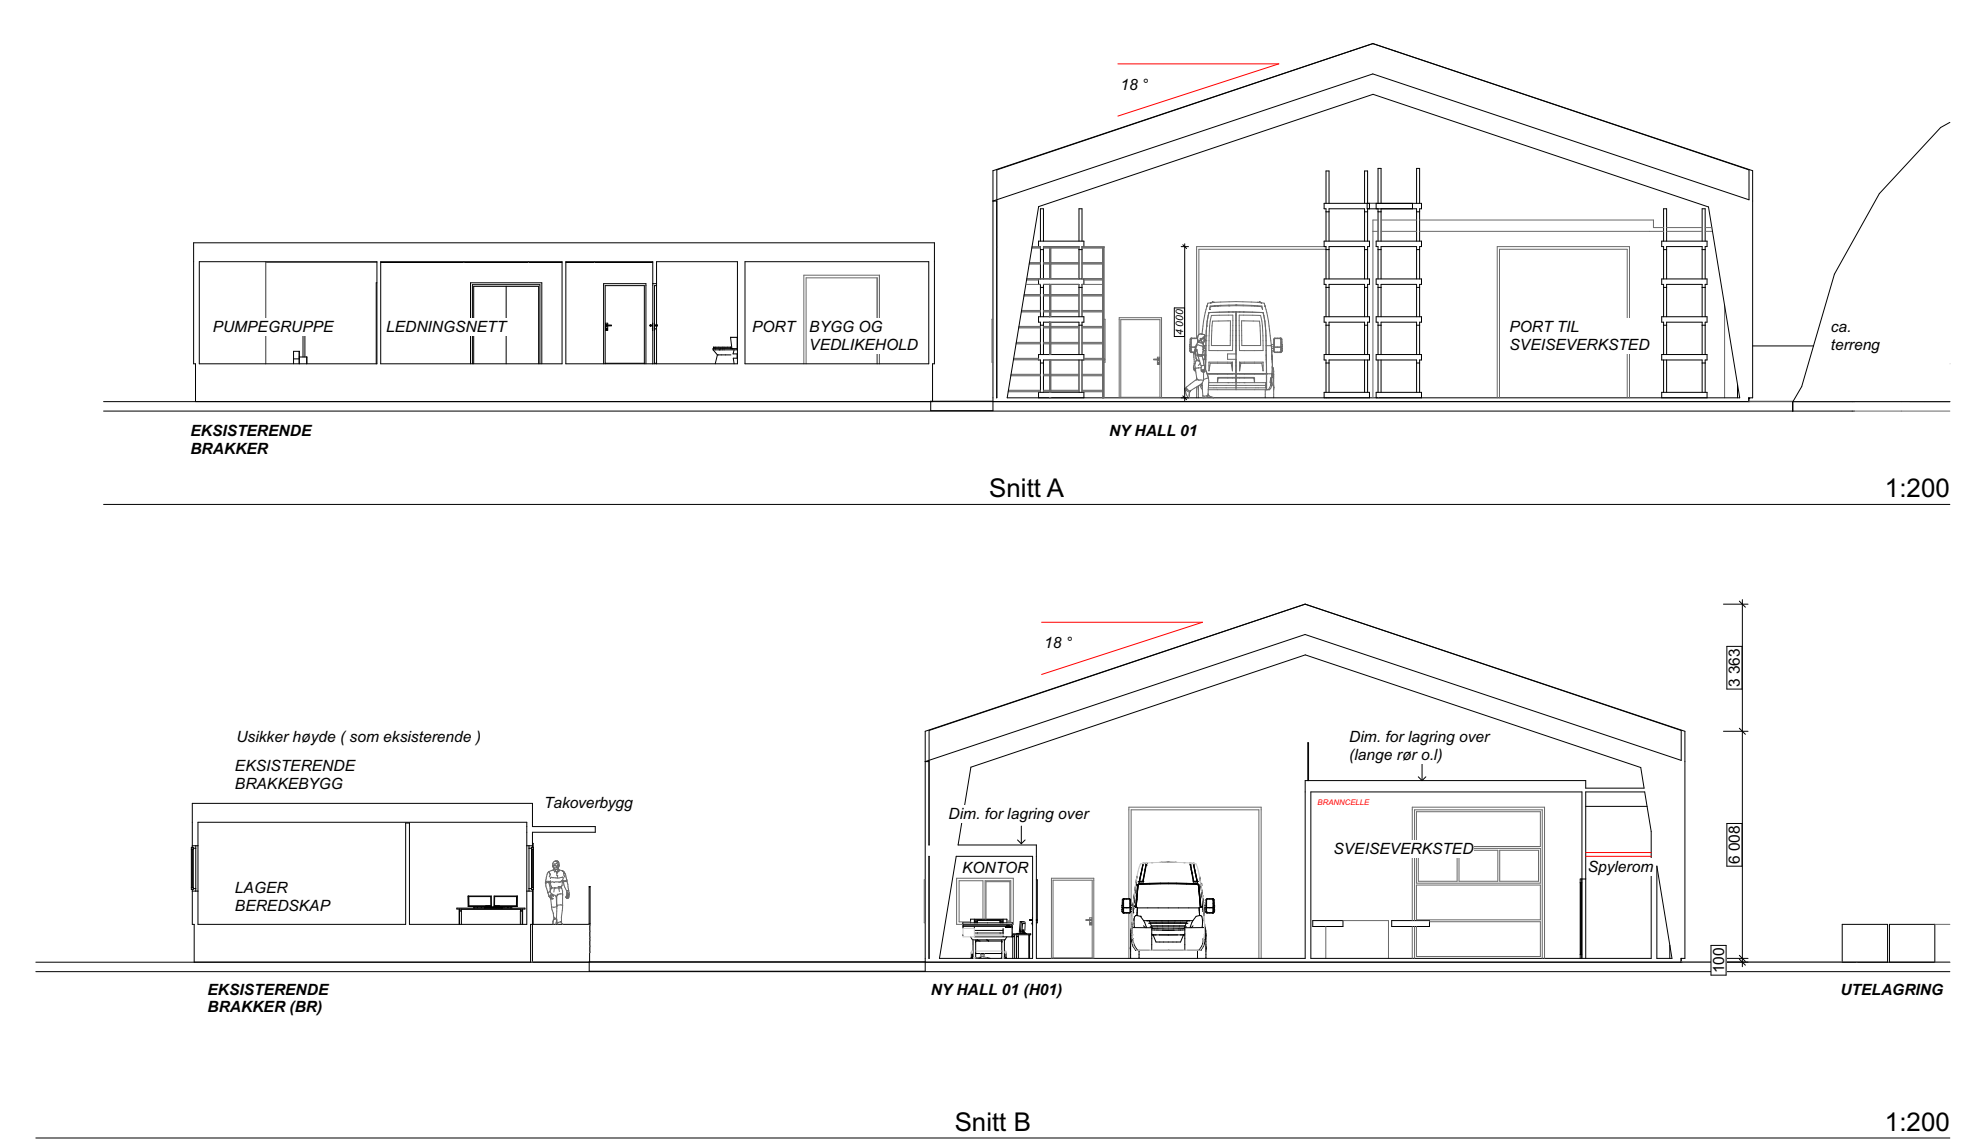 18 °
PUMPEGRUPPE
LEDNINGSNETT
PORT
BYGG OG
VEDLIKEHOLD
4 000
PORT TIL
SVEISEVERKSTED
ca.
terreng
EKSISTERENDE
BRAKKER
NY HALL 01
Snitt A
1:200
18 °
3 363
Usikker høyde ( som eksisterende )
EKSISTERENDE
BRAKKEBYGG
Takoverbygg
Dim. for lagring over
(lange rør o.l)
Dim. for lagring over
BRANNCELLE
SVEISEVERKSTED
6 008
KONTOR
Spylerom
LAGER
BEREDSKAP
100
EKSISTERENDE
BRAKKER (BR)
NY HALL 01 (H01)
UTELAGRING
Snitt B
1:200